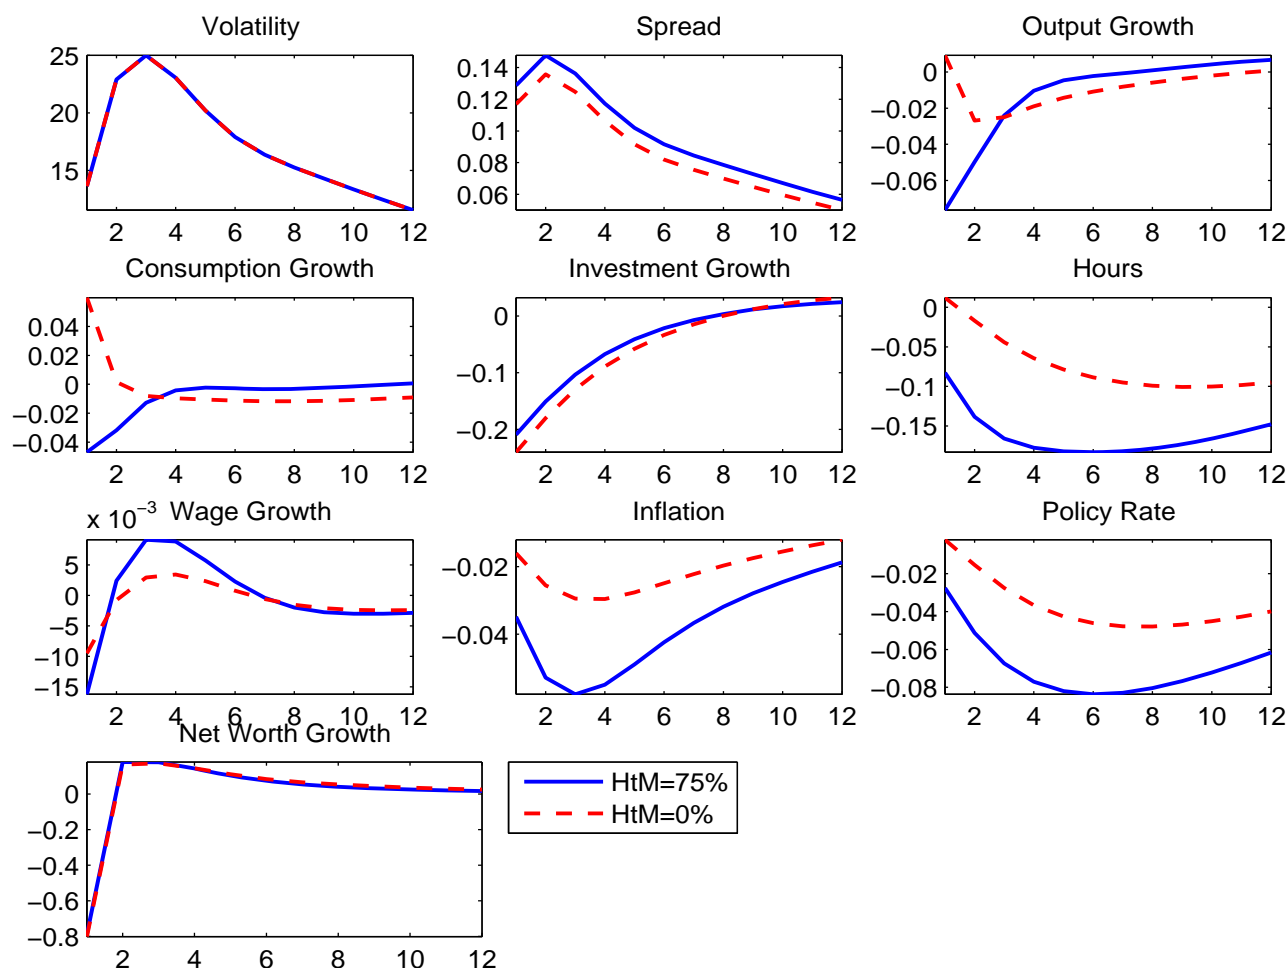 Volatility Spread Output Growth
25
20
15
2 4 6 8 10 12
0.14
0.12
0.1
0.08
0.06
2 4 6 8 10 12
0
−0.02
−0.04
−0.06
2 4 6 8 10 12
Consumption Growth Investment Growth Hours
0.04
0.02
0
−0.02
−0.04
2 4 6 8 10 12
0
−0.1
−0.2
2 4 6 8 10 12
0
−0.05
−0.1
−0.15
2 4 6 8 10 12
x 10−3 Wage Growth Inflation Policy Rate
5
0
−5
−10
−15
2 4 6 8 10 12
−0.02
−0.04
2 4 6 8 10 12
−0.02
−0.04
−0.06
−0.08
2 4 6 8 10 12
Net Worth Growth
0
−0.2
−0.4
−0.6
−0.8
2 4 6 8 10 12
HtM=75%
HtM=0%